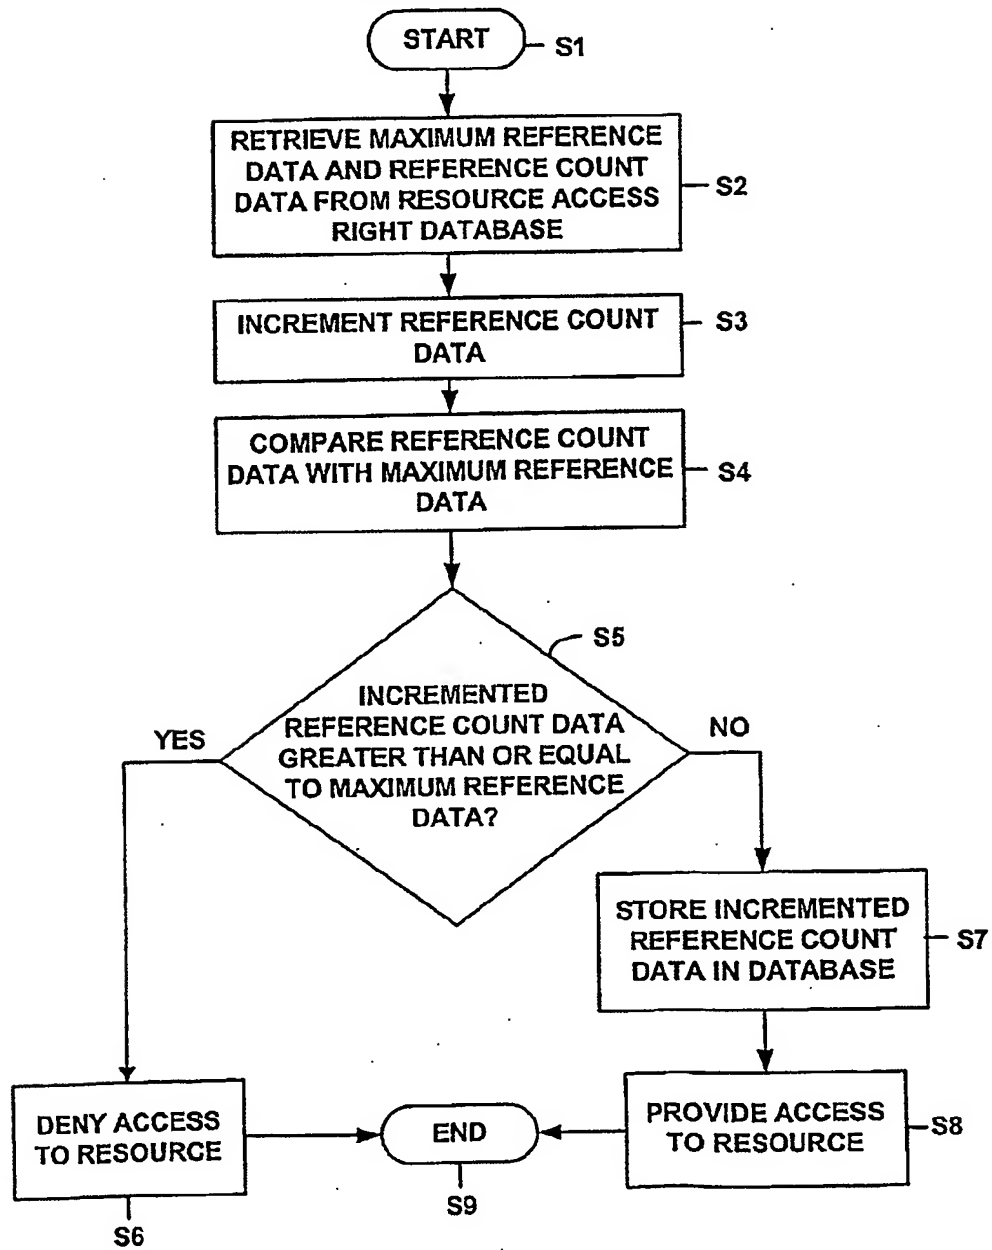 START
S1
RETRIEVE MAXIMUM REFERENCE
DATA AND REFERENCE COUNT
DATA FROM RESOURCE ACCESS
RIGHT DATABASE
S2
INCREMENT REFERENCE COUNT
DATA
S3
COMPARE REFERENCE COUNT
DATA WITH MAXIMUM REFERENCE
DATA
S4
S5
INCREMENTED
REFERENCE COUNT DATA
GREATER THAN OR EQUAL
TO MAXIMUM REFERENCE
DATA?
YES
NO
STORE INCREMENTED
REFERENCE COUNT
DATA IN DATABASE
S7
DENY ACCESS
TO RESOURCE
S6
END
S9
PROVIDE ACCESS
TO RESOURCE
S8